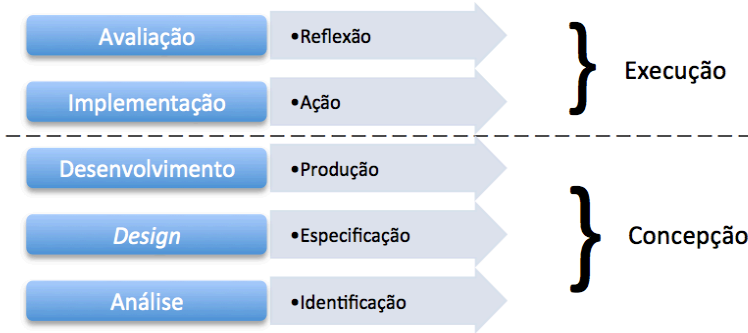 Avaliação
•Reflexão
Implementação
•Ação
Execução
Desenvolvimento
•Produção
Design
•Especificação
Análise
•Identificação
Concepção